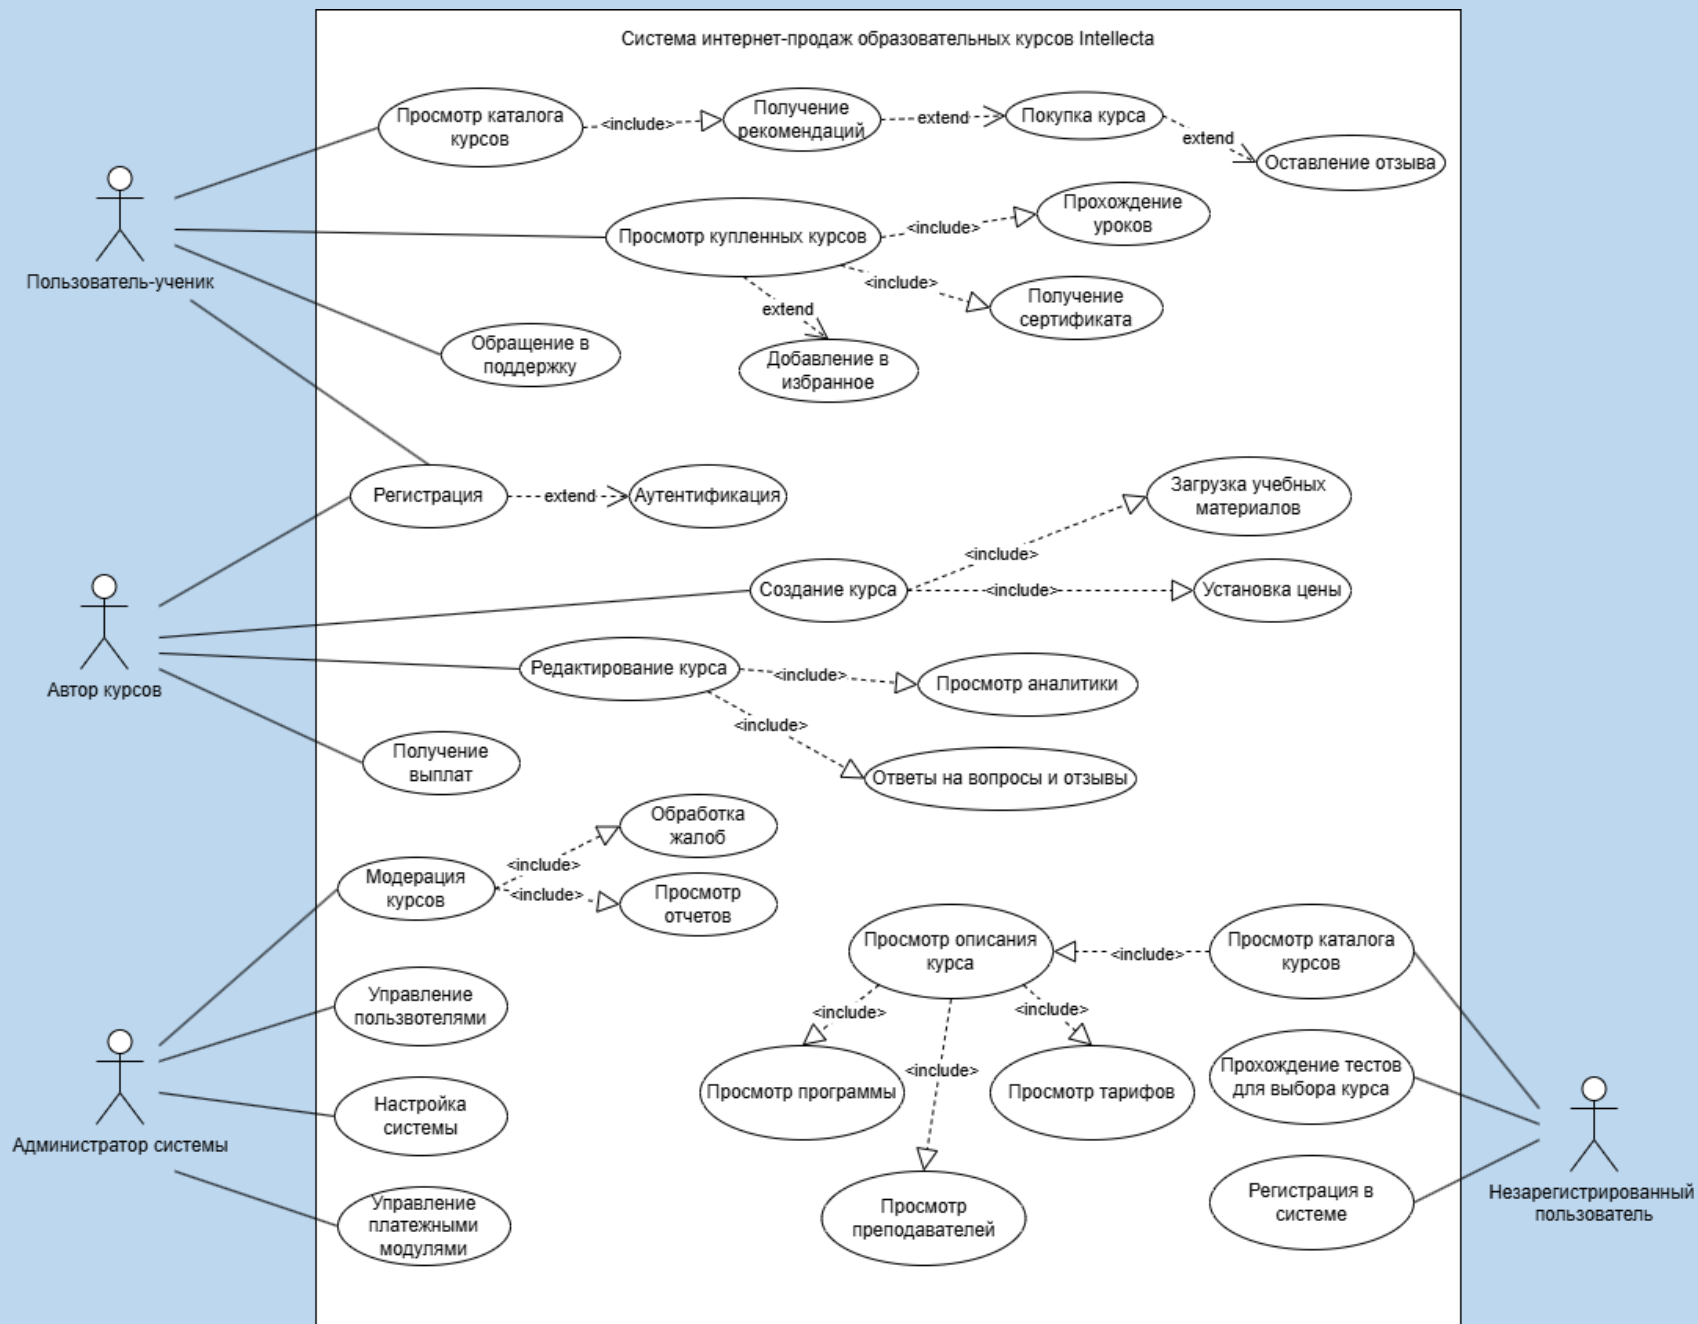 Система интернет-продаж образовательных курсов Intellecta
Просмотр каталога
курсов
<include>
Получение
рекомендаций
extend
Покупка курса
extend
Оставление отзыва
Пользователь-ученик
Просмотр купленных курсов
<include>
Прохождение
уроков
<include>
Получение
сертификата
extend
Добавление в
избранное
Обращение в
поддержку
Регистрация
extend
Аутентификация
Автор курсов
Создание курса
<include>
Загрузка учебных
материалов
<include>
Установка цены
Редактирование курса
<include>
Просмотр аналитики
<include>
Ответы на вопросы и отзывы
Получение
выплат
Модерация
курсов
<include>
Обработка
жалоб
<include>
Просмотр
отчетов
Управление
пользвотелями
Администратор системы
Настройка
системы
Управление
платежными
модулями
Просмотр описания
курса
<include>
Просмотр каталога
курсов
<include>
<include>
<include>
Просмотр программы
Просмотр тарифов
Просмотр
преподавателей
Прохождение тестов
для выбора курса
Регистрация в
системе
Незарегистрированный
пользователь